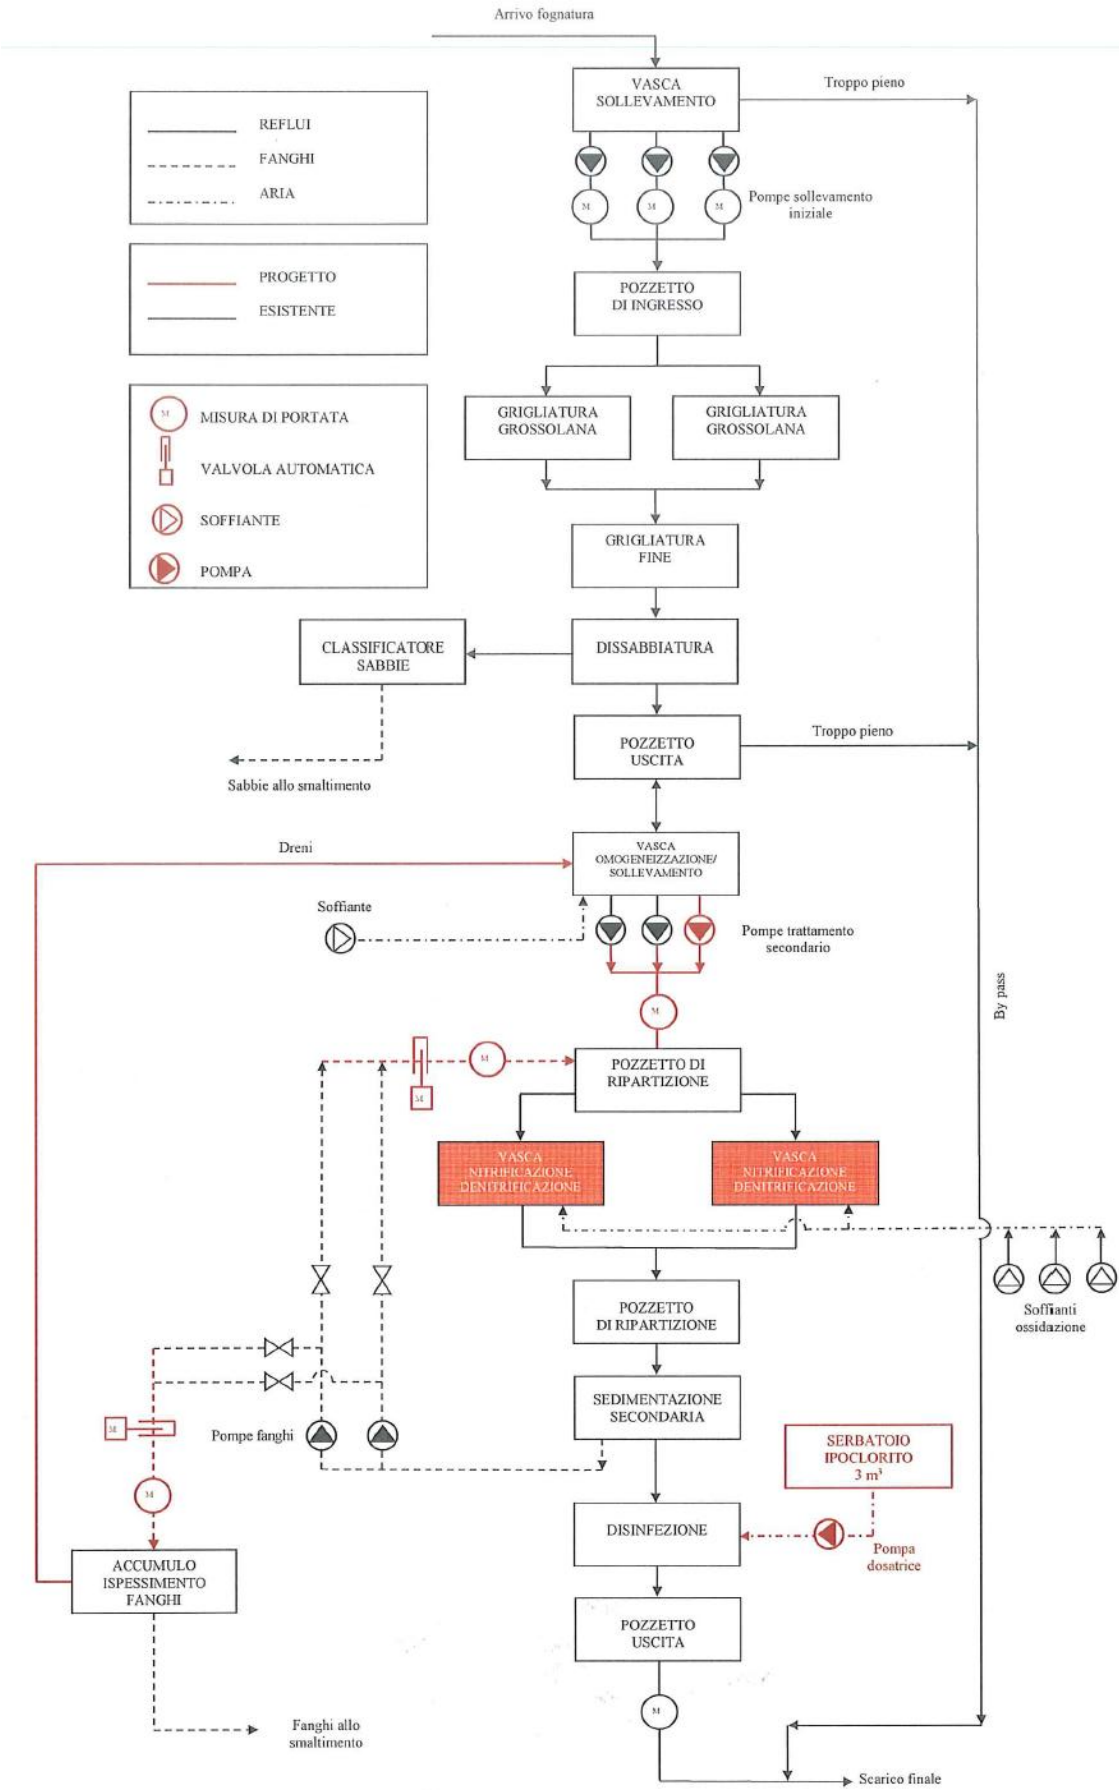 Arrivo fognatura
VASCA
SOLLEVAMENTO
Troppo pieno
REFLUI
FANGHI
ARIA
M
M
M
Pompe sollevamento
iniziale
PROGETTO
ESISTENTE
POZZETTO
DI INGRESSO
M
MISURA DI PORTATA
VALVOLA AUTOMATICA
SOFFIANTE
POMPA
GRIGLIATURA
GROSSOLANA
GRIGLIATURA
GROSSOLANA
GRIGLIATURA
FINE
CLASSIFICATORE
SABBIE
DISSABBIATURA
Sabbie allo smaltimento
POZZETTO
USCITA
Troppo pieno
Dreni
VASCA
OMOGENEIZZAZIONE/
SOLLEVAMENTO
Soffiante
Pompe trattamento
secondario
By pass
M
M
M
POZZETTO DI
RIPARTIZIONE
VASCA
NITRIFICAZIONE
DENITRIFICAZIONE
VASCA
NITRIFICAZIONE
DENITRIFICAZIONE
Soffianti
ossidazione
POZZETTO
DI RIPARTIZIONE
SEDIMENTAZIONE
SECONDARIA
M
Pompe fanghi
M
SERBATOIO
IPOCLORITO
3 m³
DISINFEZIONE
Pompa
dosatrice
ACCUMULO
ISPESSIMENTO
FANGHI
POZZETTO
USCITA
M
Fanghi allo
smaltimento
Scarico finale